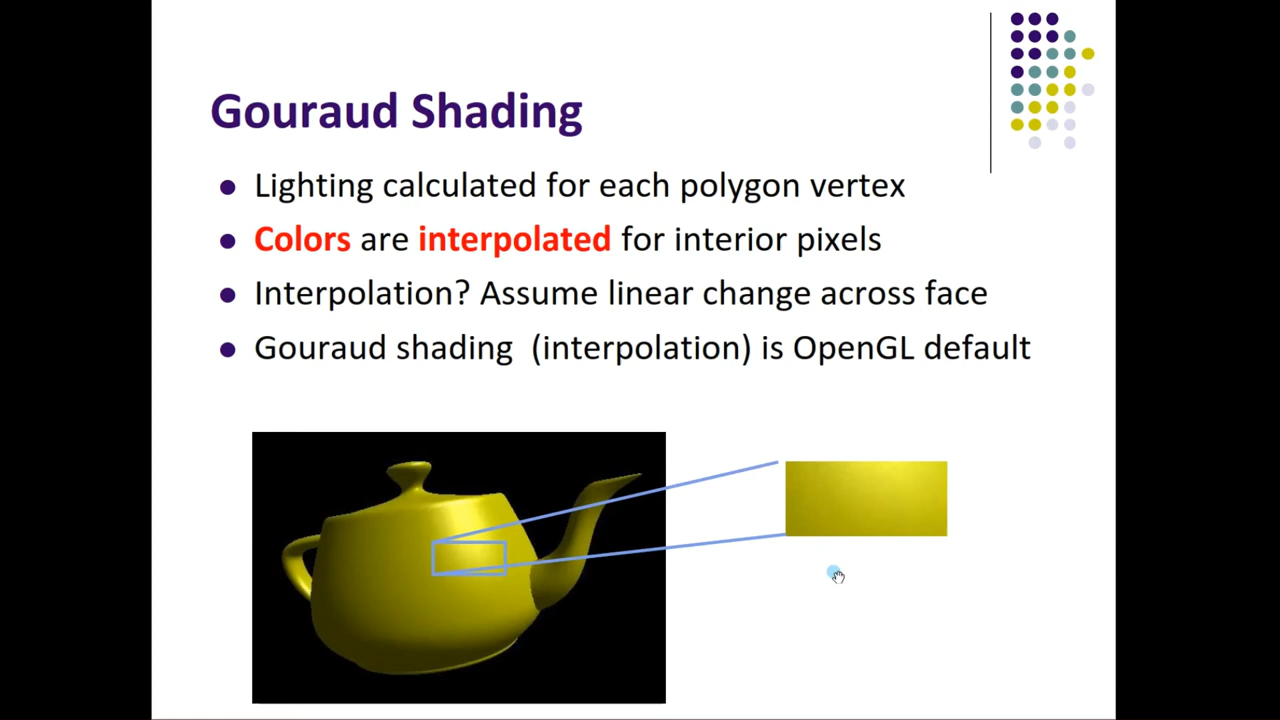 Gouraud Shading
Lighting calculated for each polygon vertex
Colors are interpolated for interior pixels
Interpolation? Assume linear change across face
Gouraud shading (interpolation) is OpenGL default